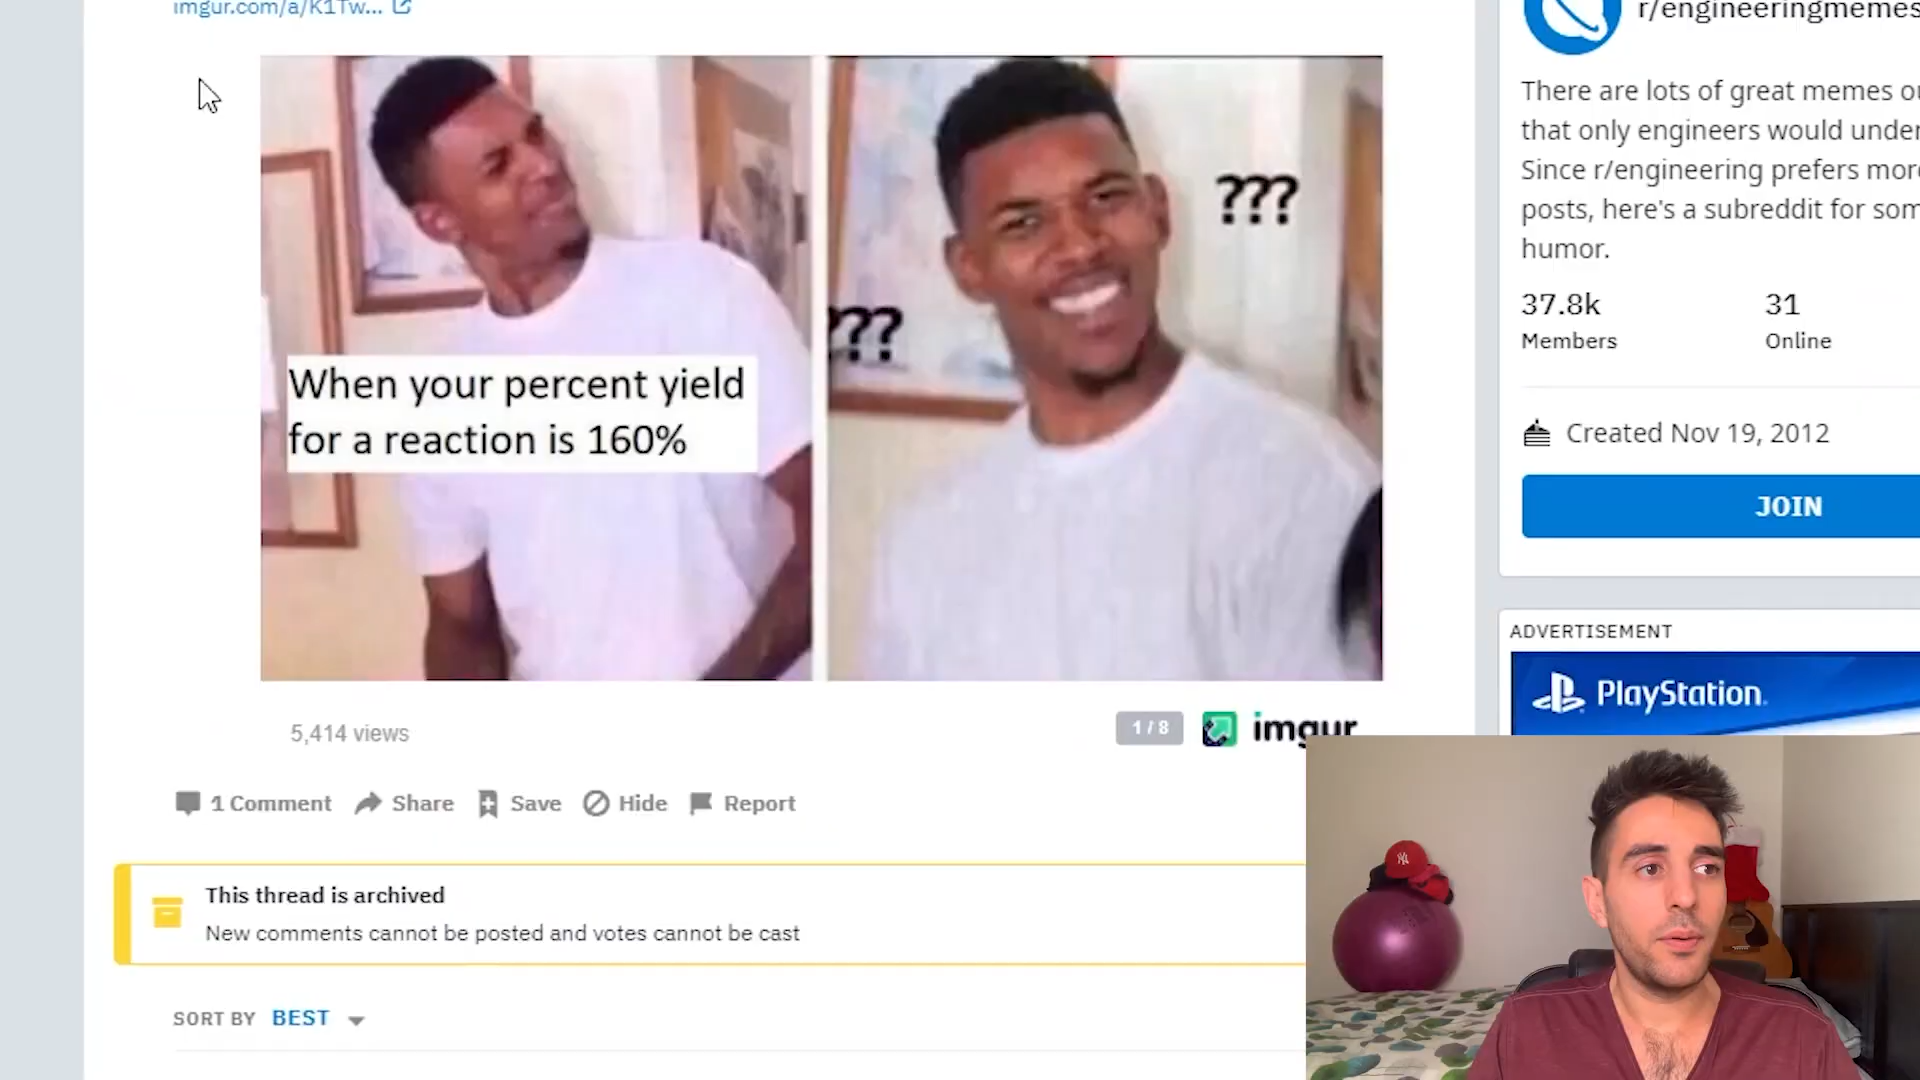 imgur.com/a/K1Tw...
???
???
When your percent yield
for a reaction is 160%
5,414 views
1/8
imgur
1 Comment
Share
Save
Hide
Report
This thread is archived
New comments cannot be posted and votes cannot be cast
SORT BY BEST
r/engineeringmemes
There are lots of great memes
that only engineers would
Since r/engineering prefers
posts, here's a subreddit for
humor.
37.8k
31
Members
Online
Created Nov 19, 2012
JOIN
ADVERTISEMENT
PlayStation.